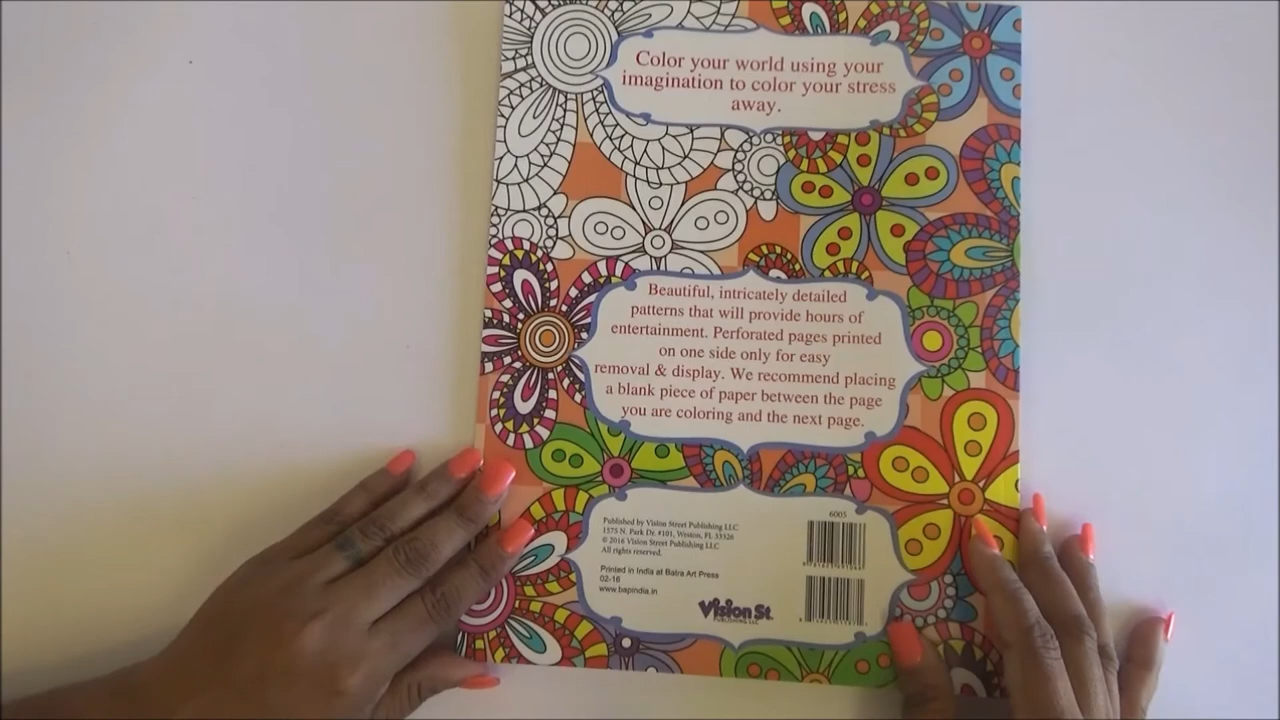 Color your world using your
imagination to color your stress
away.
Beautiful, intricately detailed
patterns that will provide hours of
entertainment. Perforated pages printed
on one side only for easy
removal & display. We recommend placing
a blank piece of paper between the page
you are coloring and the next page.
Published by Vision Street Publishing LLC
1575 N. Park Dr. #101, Weston, FL 33326
© 2016 Vision Street Publishing LLC
All rights reserved.
Printed in India at Balra Art Press
02-16
www.bapindia.in
6005
Vision St.
PUBLISHING LLC